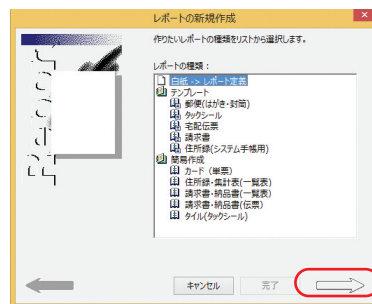 レポートの新規作成
作りたいレポートの種類をリストから選択します。
レポートの種類：
白紙 -> レポート定義
テンプレート
郵便(はがき・封筒)
タックシール
宅配伝票
請求書
住所録(システム手帳用)
簡易作成
カード（単票）
住所録・集計表(一覧表)
請求書・納品書(一覧表)
請求書・納品書(伝票)
タイル(タックシール)
Report
キャンセル
完了